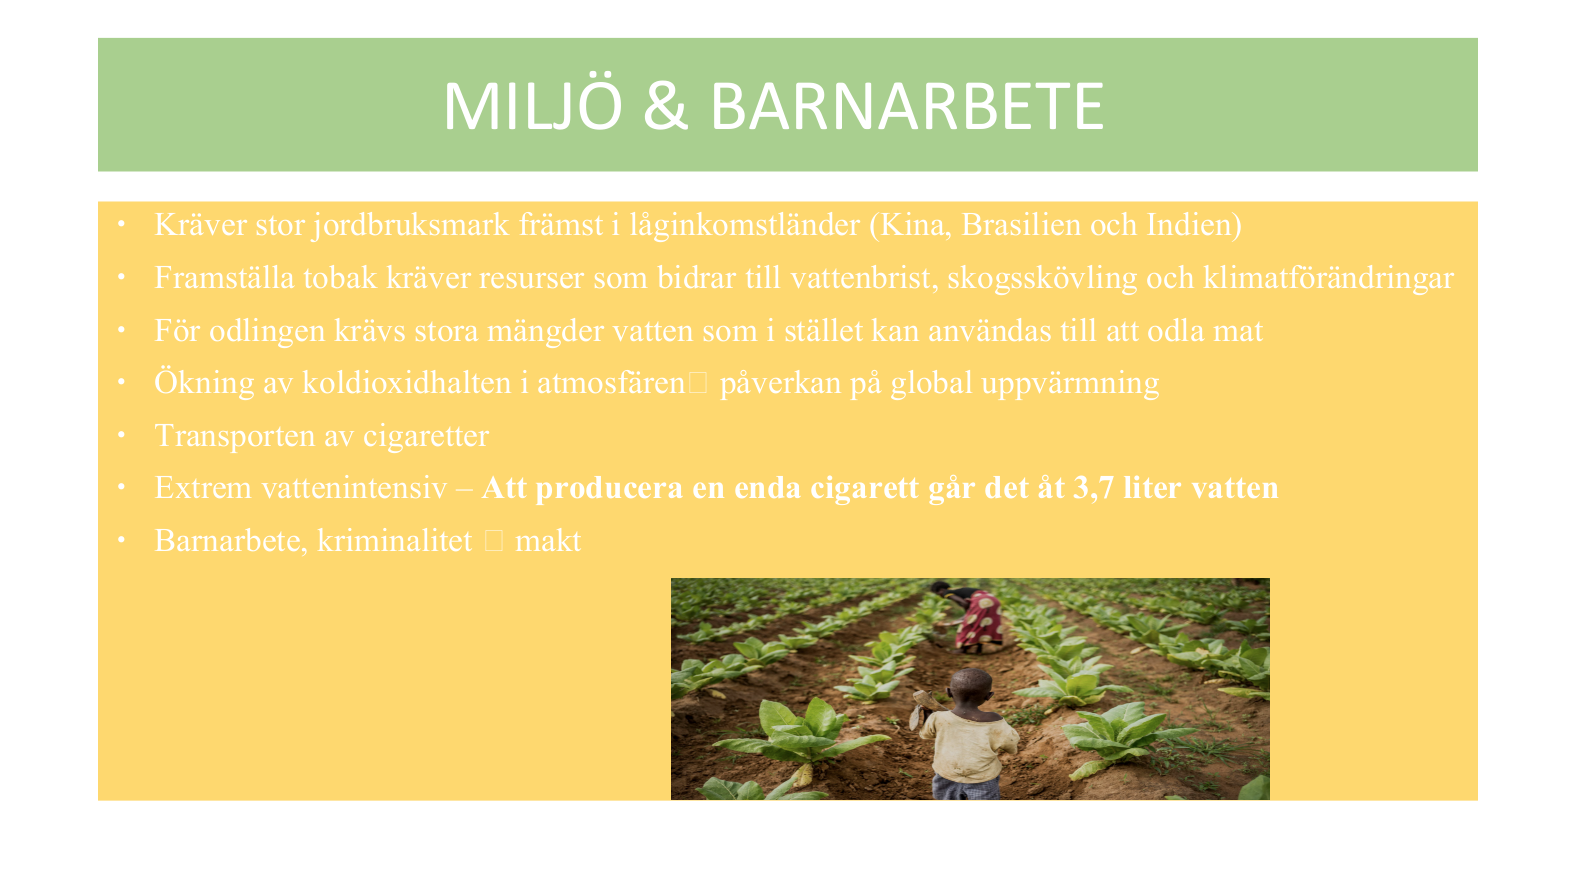 MILJÖ & BARNARBETE
• Kräver stor jordbruksmark främst i låginkomstländer (Kina, Brasilien och Indien)
• Framställa tobak kräver resurser som bidrar till vattenbrist, skogsskövling och klimatförändringar
• För odlingen krävs stora mängder vatten som i stället kan användas till att odla mat
• Ökning av koldioxidhalten i atmosfären□ påverkan på global uppvärmning
• Transporten av cigaretter
• Extrem vattenintensiv – Att producera en enda cigarett går det åt 3,7 liter vatten
• Barnarbete, kriminalitet □ makt